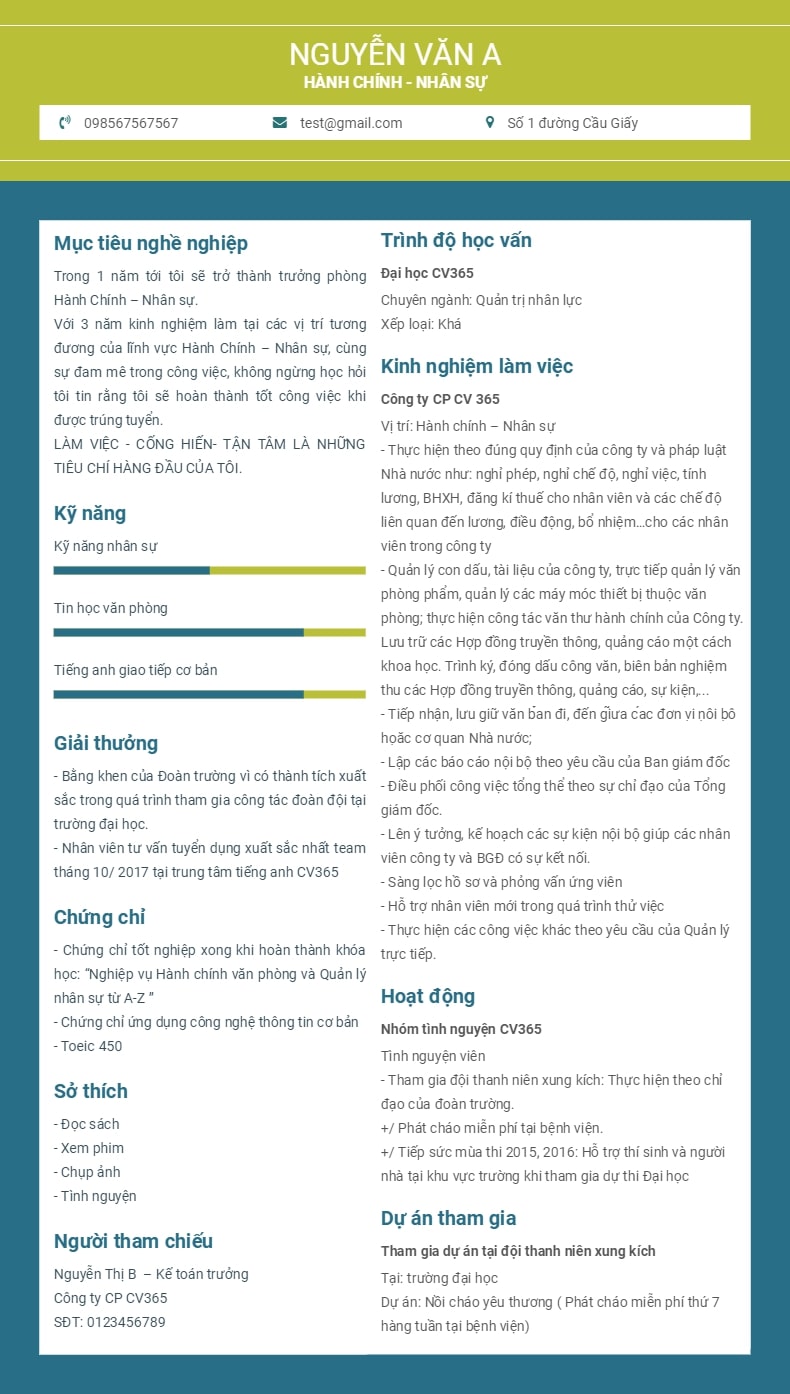 NGUYỄN VĂN A
HÀNH CHÍNH - NHÂN SỰ
098567567567
test@gmail.com
Số 1 đường Cầu Giấy
Mục tiêu nghề nghiệp
Trong 1 năm tới tôi sẽ trở thành trưởng phòng
Hành Chính – Nhân sự.
Với 3 năm kinh nghiệm làm tại các vị trí tương
đương của lĩnh vực Hành Chính – Nhân sự, cùng
sự đam mê trong công việc, không ngừng học hỏi
tôi tin rằng tôi sẽ hoàn thành tốt công việc khi
được trúng tuyển.
LÀM VIỆC - CỐNG HIẾN- TẬN TÂM LÀ NHỮNG
TIÊU CHÍ HÀNG ĐẦU CỦA TÔI.
Kỹ năng
Kỹ năng nhân sự
Tin học văn phòng
Tiếng anh giao tiếp cơ bản
Giải thưởng
- Bằng khen của Đoàn trường vì có thành tích xuất
sắc trong quá trình tham gia công tác đoàn đội tại
trường đại học.
- Nhân viên tư vấn tuyển dụng xuất sắc nhất team
tháng 10/ 2017 tại trung tâm tiếng anh CV365
Chứng chỉ
- Chứng chỉ tốt nghiệp xong khi hoàn thành khóa
học: “Nghiệp vụ Hành chính văn phòng và Quản lý
nhân sự từ A-Z ”
- Chứng chỉ ứng dụng công nghệ thông tin cơ bản
- Toeic 450
Sở thích
- Đọc sách
- Xem phim
- Chụp ảnh
- Tình nguyện
Người tham chiếu
Nguyễn Thị B – Kế toán trưởng
Công ty CP CV365
SĐT: 0123456789
Trình độ học vấn
Đại học CV365
Chuyên ngành: Quản trị nhân lực
Xếp loại: Khá
Kinh nghiệm làm việc
Công ty CP CV 365
Vị trí: Hành chính – Nhân sự
- Thực hiện theo đúng quy định của công ty và pháp luật
Nhà nước như: nghỉ phép, nghỉ chế độ, nghỉ việc, tính
lương, BHXH, đăng kí thuế cho nhân viên và các chế độ
liên quan đến lương, điều động, bổ nhiệm…cho các nhân
viên trong công ty
- Quản lý con dấu, tài liệu của công ty, trực tiếp quản lý văn
phòng phẩm, quản lý các máy móc thiết bị thuộc văn
phòng; thực hiện công tác văn thư hành chính của Công ty.
Lưu trữ các Hợp đồng truyền thông, quảng cáo một cách
khoa học. Trình ký, đóng dấu công văn, biên bản nghiệm
thu các Hợp đồng truyền thông, quảng cáo, sự kiện,...
- Tiếp nhận, lưu giữ văn bản đi, đến giữa các đơn vị nội bộ
hoặc cơ quan Nhà nước;
- Lập các báo cáo nội bộ theo yêu cầu của Ban giám đốc
- Điều phối công việc tổng thể theo sự chỉ đạo của Tổng
giám đốc.
- Lên ý tưởng, kế hoạch các sự kiện nội bộ giúp các nhân
viên công ty và BGĐ có sự kết nối.
- Sàng lọc hồ sơ và phỏng vấn ứng viên
- Hỗ trợ nhân viên mới trong quá trình thử việc
- Thực hiện các công việc khác theo yêu cầu của Quản lý
trực tiếp.
Hoạt động
Nhóm tình nguyện CV365
Tình nguyện viên
- Tham gia đội thanh niên xung kích: Thực hiện theo chỉ
đạo của đoàn trường.
+/ Phát cháo miễn phí tại bệnh viện.
+/ Tiếp sức mùa thi 2015, 2016: Hỗ trợ thí sinh và người
nhà tại khu vực trường khi tham gia dự thi Đại học
Dự án tham gia
Tham gia dự án tại đội thanh niên xung kích
Tại: trường đại học
Dự án: Nồi cháo yêu thương ( Phát cháo miễn phí thứ 7
hàng tuần tại bệnh viện)